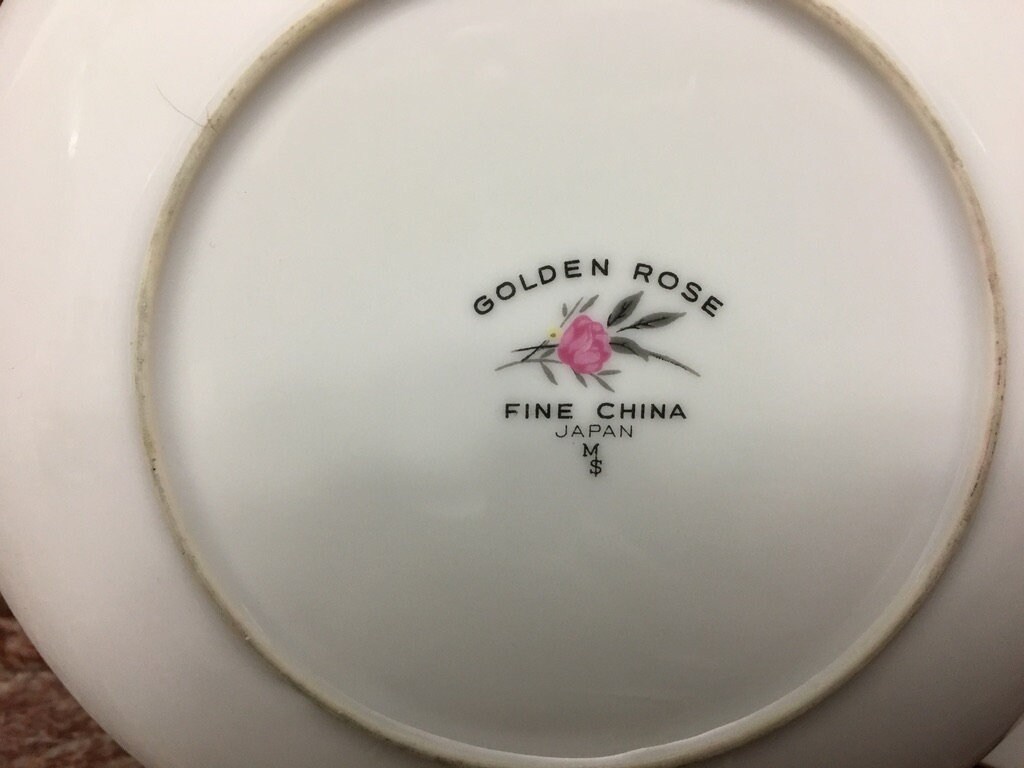 GOLDEN ROSE
FINE CHINA
JAPAN
M
S